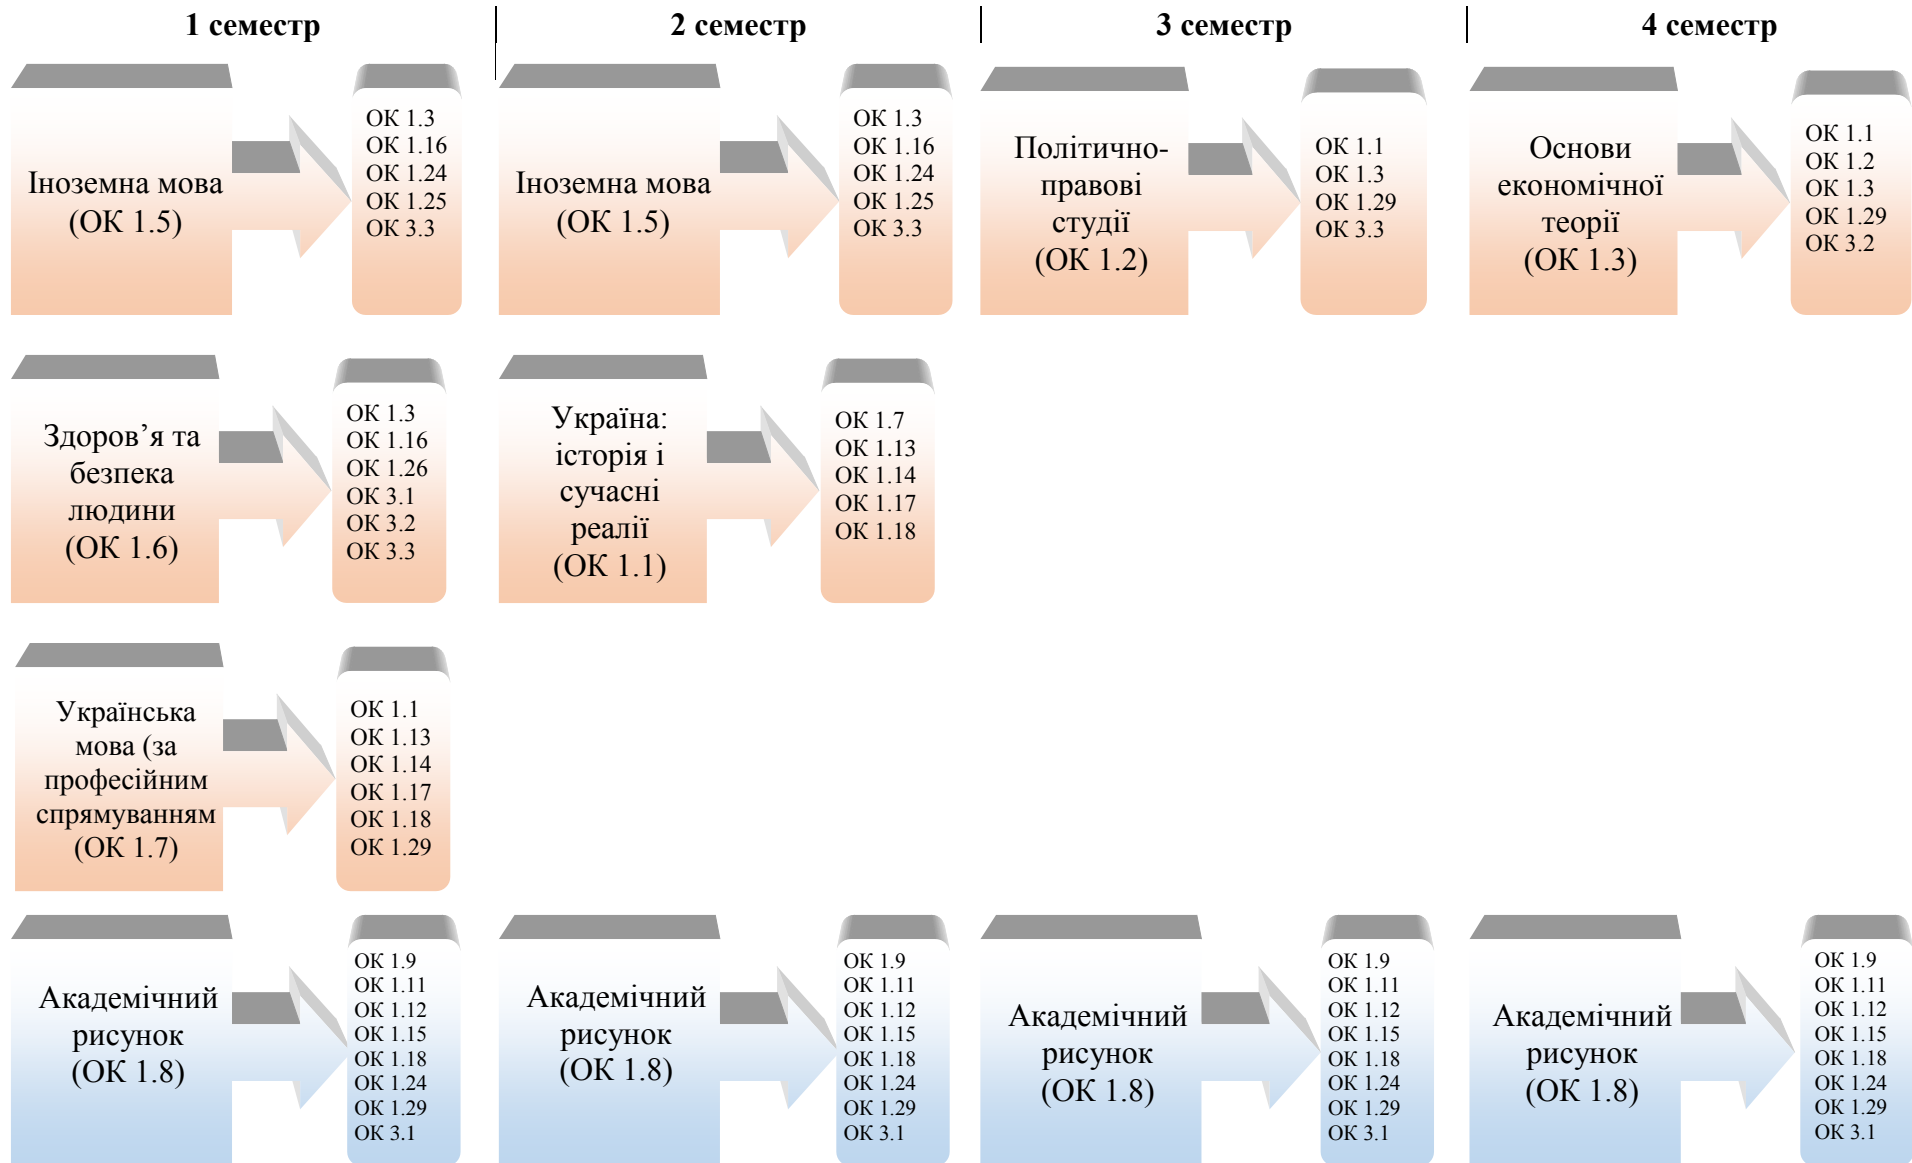 1 семестр
2 семестр
3 семестр
4 семестр
Іноземна мова
(ОК 1.5)
ОК 1.3
ОК 1.16
ОК 1.24
ОК 1.25
ОК 3.3
Іноземна мова
(ОК 1.5)
ОК 1.3
ОК 1.16
ОК 1.24
ОК 1.25
ОК 3.3
Політично-
правові
студії
(ОК 1.2)
ОК 1.1
ОК 1.3
ОК 1.29
ОК 3.3
Основи
економічної
теорії
(ОК 1.3)
ОК 1.1
ОК 1.2
ОК 1.3
ОК 1.29
ОК 3.2
Здоров’я та
безпека
людини
(ОК 1.6)
ОК 1.3
ОК 1.16
ОК 1.26
ОК 3.1
ОК 3.2
ОК 3.3
Україна:
історія і
сучасні
реалії
(ОК 1.1)
ОК 1.7
ОК 1.13
ОК 1.14
ОК 1.17
ОК 1.18
Українська
мова (за
професійним
спрямуванням
(ОК 1.7)
ОК 1.1
ОК 1.13
ОК 1.14
ОК 1.17
ОК 1.18
ОК 1.29
Академічний
рисунок
(ОК 1.8)
ОК 1.9
ОК 1.11
ОК 1.12
ОК 1.15
ОК 1.18
ОК 1.24
ОК 1.29
ОК 3.1
Академічний
рисунок
(ОК 1.8)
ОК 1.9
ОК 1.11
ОК 1.12
ОК 1.15
ОК 1.18
ОК 1.24
ОК 1.29
ОК 3.1
Академічний
рисунок
(ОК 1.8)
ОК 1.9
ОК 1.11
ОК 1.12
ОК 1.15
ОК 1.18
ОК 1.24
ОК 1.29
ОК 3.1
Академічний
рисунок
(ОК 1.8)
ОК 1.9
ОК 1.11
ОК 1.12
ОК 1.15
ОК 1.18
ОК 1.24
ОК 1.29
ОК 3.1